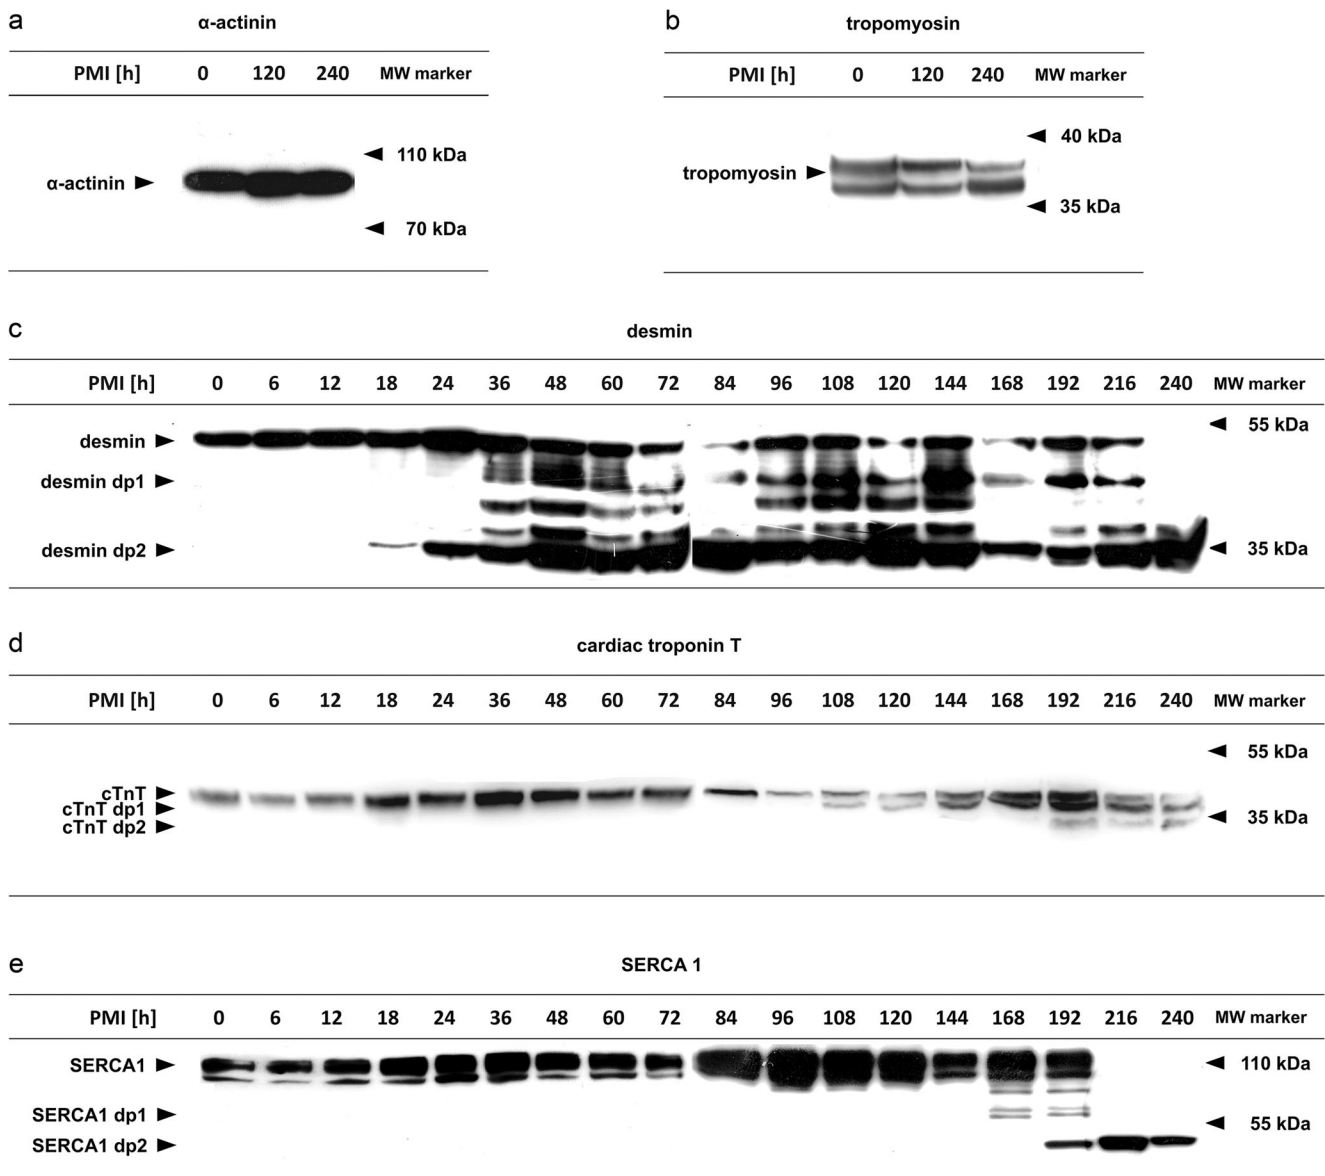 a
α-actinin
PMI [h] 0 120 240 MW marker
110 kDa
α-actinin
70 kDa
b
tropomyosin
PMI [h] 0 120 240 MW marker
40 kDa
tropomyosin
35 kDa
c
desmin
PMI [h] 0 6 12 18 24 36 48 60 72 84 96 108 120 144 168 192 216 240 MW marker
55 kDa
desmin
desmin dp1
desmin dp2
35 kDa
d
cardiac troponin T
PMI [h] 0 6 12 18 24 36 48 60 72 84 96 108 120 144 168 192 216 240 MW marker
55 kDa
cTnT
cTnT dp1
35 kDa
cTnT dp2
e
SERCA 1
PMI [h] 0 6 12 18 24 36 48 60 72 84 96 108 120 144 168 192 216 240 MW marker
SERCA1
110 kDa
SERCA1 dp1
55 kDa
SERCA1 dp2